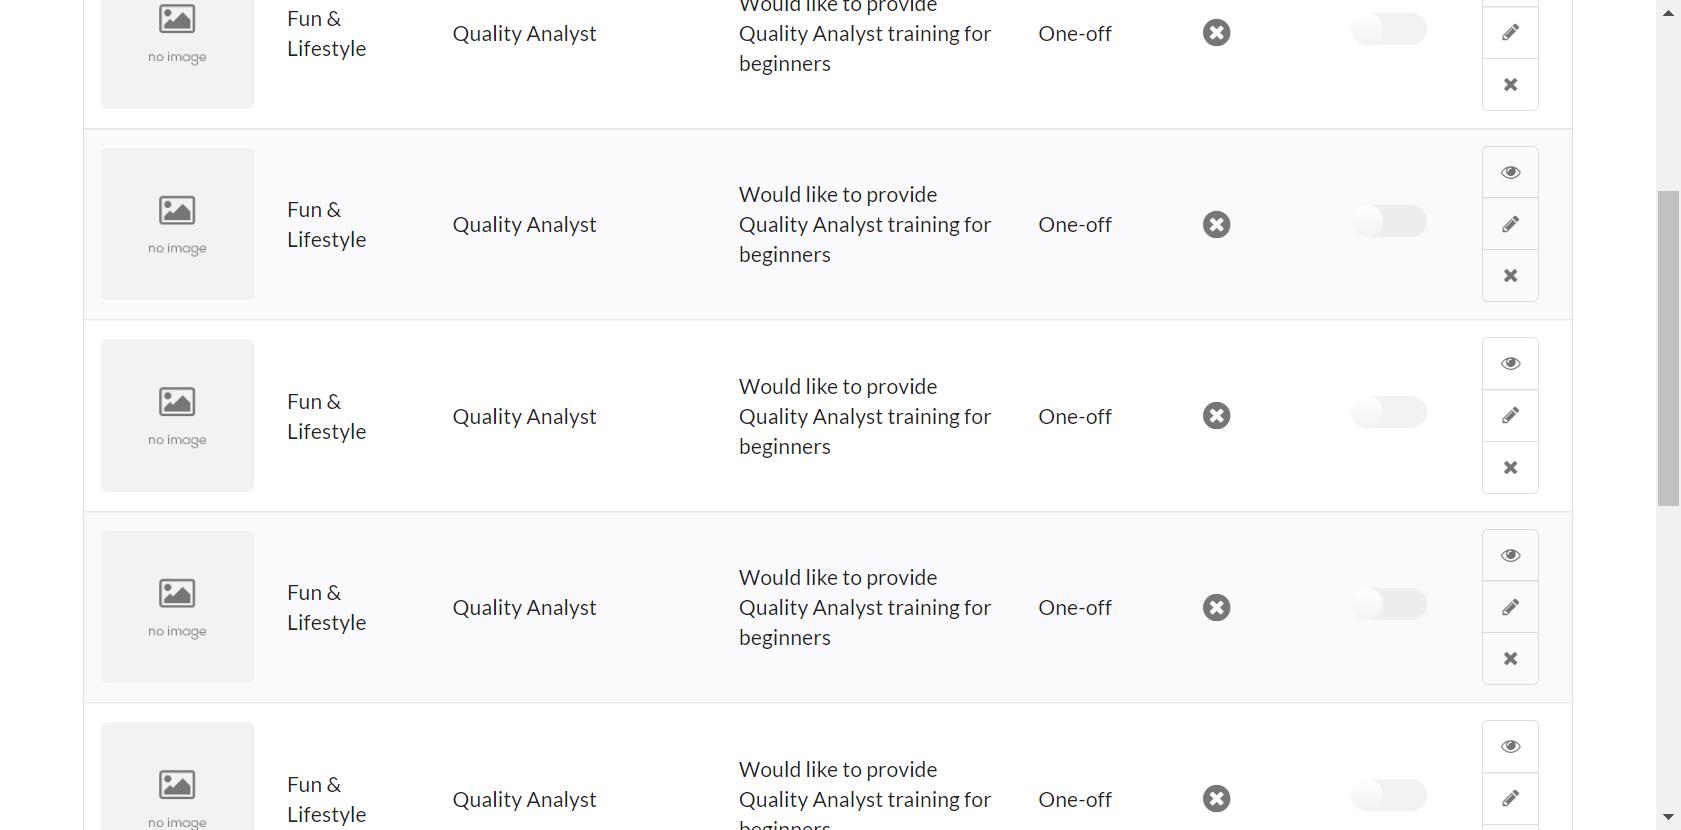 Would like to provide
Fun &
Lifestyle
Quality Analyst
Quality Analyst training for
beginners
One-off
no image
Would like to provide
Fun &
Lifestyle
Quality Analyst
Quality Analyst training for
beginners
One-off
no image
Would like to provide
Fun &
Lifestyle
Quality Analyst
Quality Analyst training for
beginners
One-off
no image
Would like to provide
Fun &
Lifestyle
Quality Analyst
Quality Analyst training for
beginners
One-off
no image
Would like to provide
Fun &
Lifestyle
Quality Analyst
Quality Analyst training for
beginners
One-off
no image